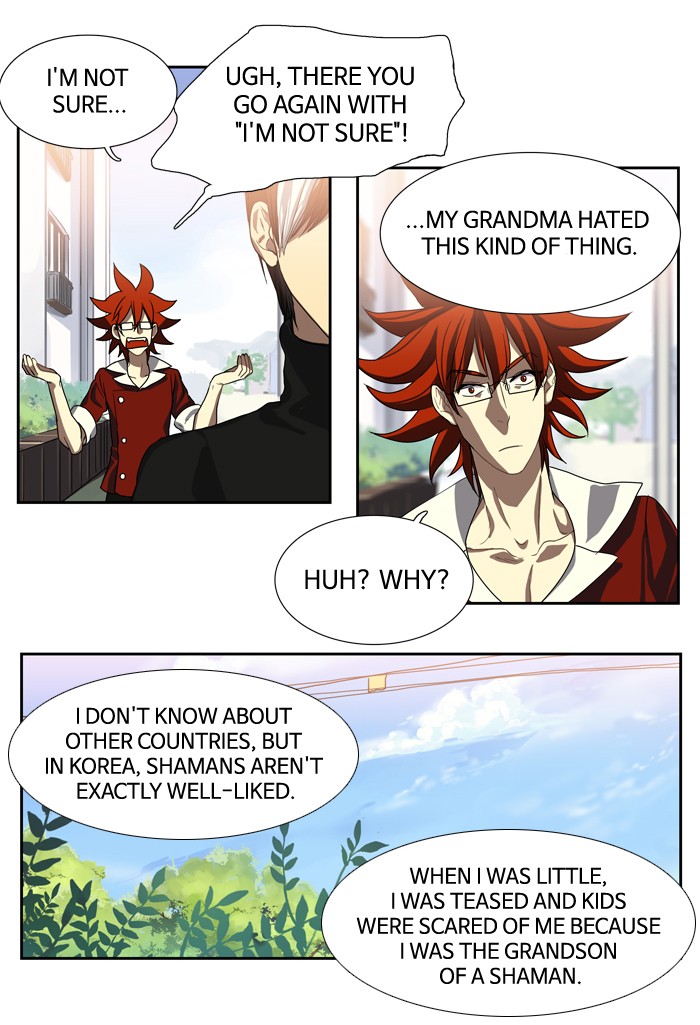 I'M NOT
SURE...
UGH, THERE YOU
GO AGAIN WITH
"I'M NOT SURE"!
...MY GRANDMA HATED
THIS KIND OF THING.
HUH? WHY?
I DON'T KNOW ABOUT
OTHER COUNTRIES, BUT
IN KOREA, SHAMANS AREN'T
EXACTLY WELL-LIKED.
WHEN I WAS LITTLE,
I WAS TEASED AND KIDS
WERE SCARED OF ME BECAUSE
I WAS THE GRANDSON
OF A SHAMAN.